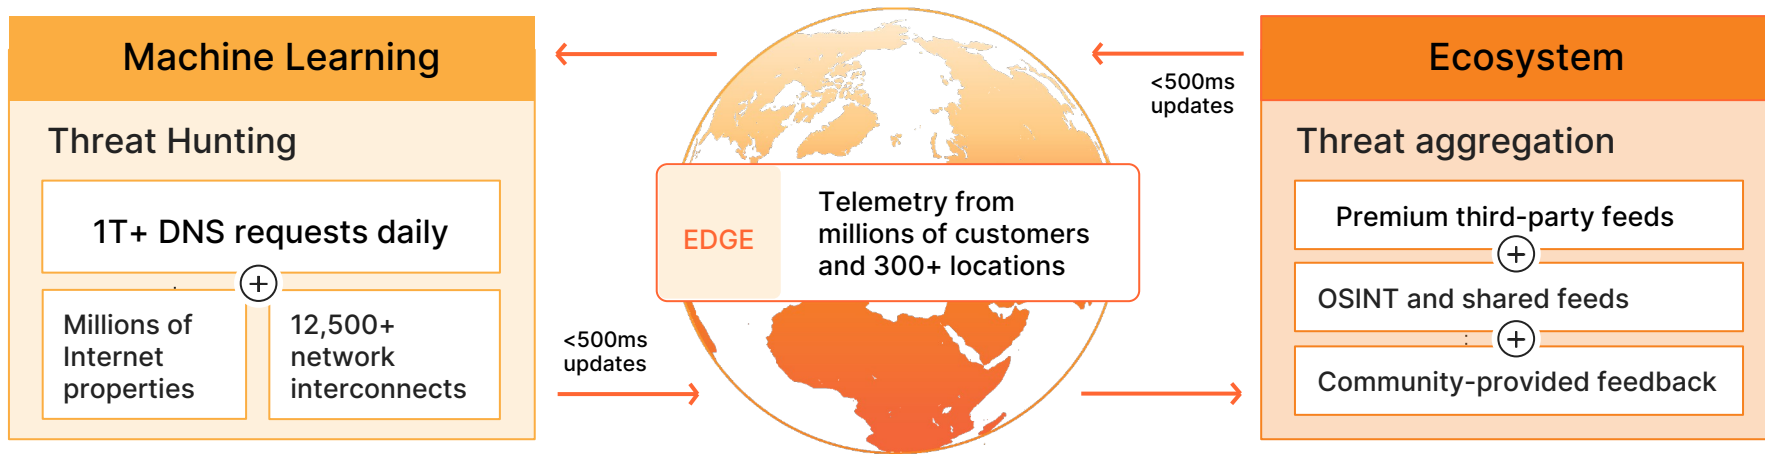 Machine Learning
Threat Hunting
1T+ DNS requests daily
Millions of
Internet
properties
12,500+
network
interconnects
<500ms
updates
EDGE
Telemetry from
millions of customers
and 300+ locations
<500ms
updates
Ecosystem
Threat aggregation
Premium third-party feeds
OSINT and shared feeds
Community-provided feedback